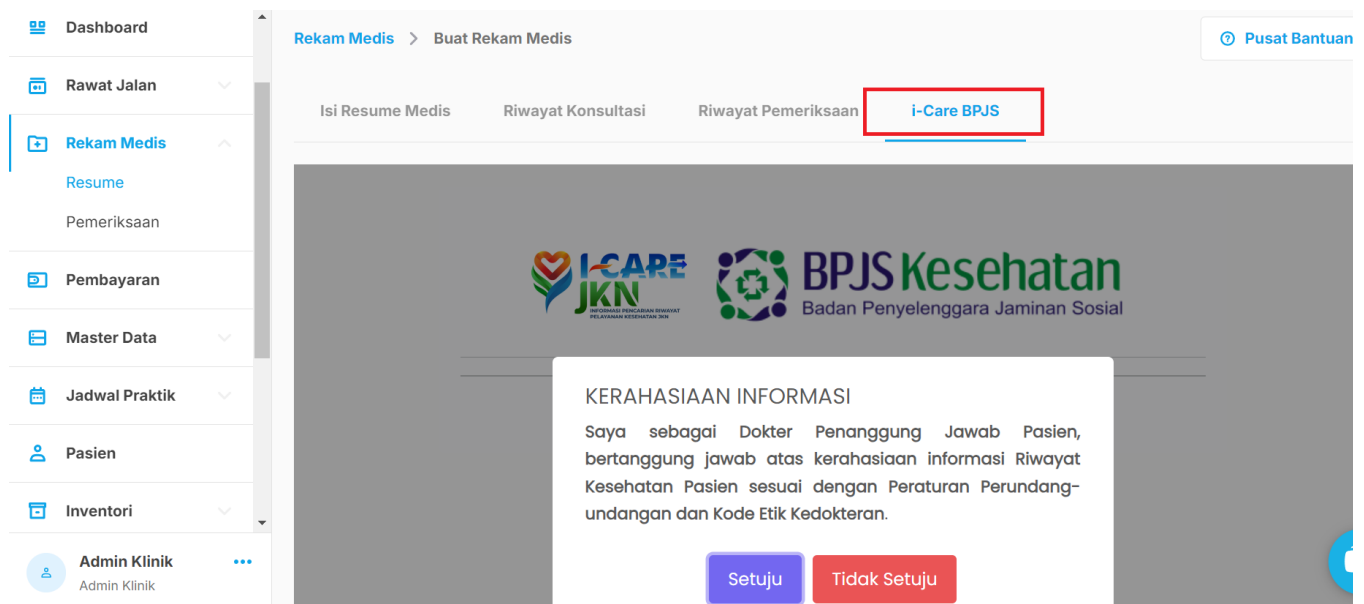 Dashboard
Rekam Medis > Buat Rekam Medis
Pusat Bantuan
Rawat Jalan
Isi Resume Medis
Riwayat Konsultasi
Riwayat Pemeriksaan
i-Care BPJS
Rekam Medis
Resume
Pemeriksaan
Pembayaran
Master Data
Jadwal Praktik
Pasien
Inventori
Admin Klinik
Admin Klinik
I-CARE
JKN
INFORMASI PENCARIAN RIWAYAT
PELAYANAN KESEHATAN JKN
BPJS Kesehatan
Badan Penyelenggara Jaminan Sosial
KERAHASIAAN INFORMASI
Saya sebagai Dokter Penanggung Jawab Pasien,
bertanggung jawab atas kerahasiaan informasi Riwayat
Kesehatan Pasien sesuai dengan Peraturan Perundang-
undangan dan Kode Etik Kedokteran.
Setuju
Tidak Setuju